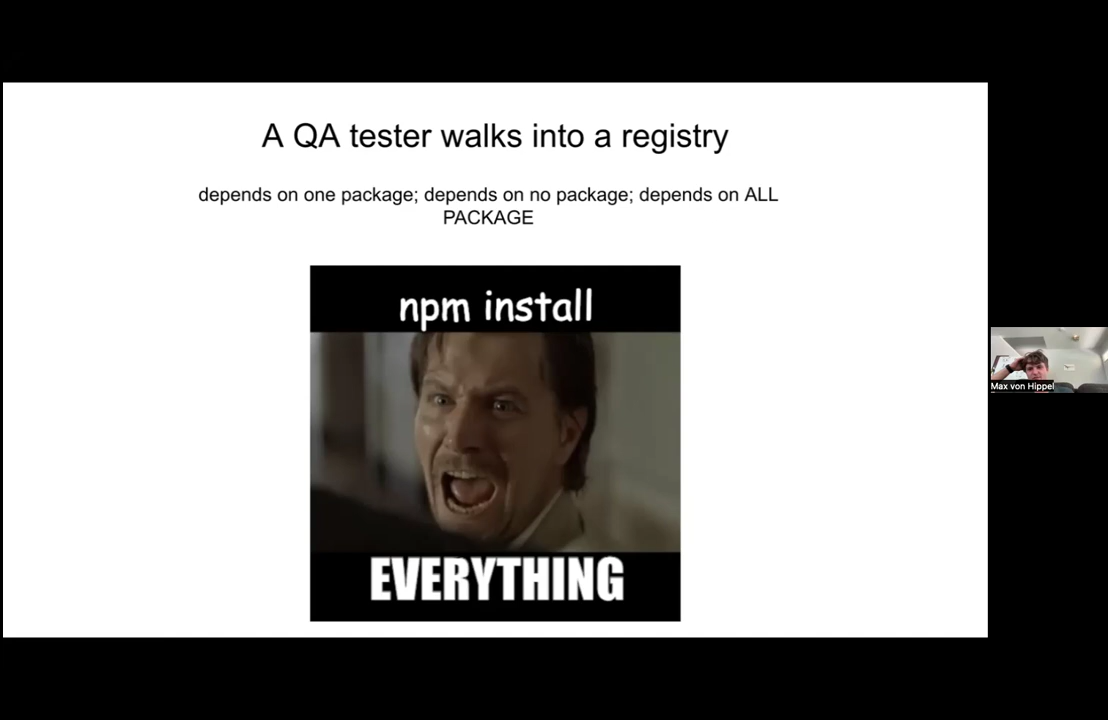 A QA tester walks into a registry
depends on one package; depends on no package; depends on ALL
PACKAGE
npm install
EVERYTHING
Max von Hippel